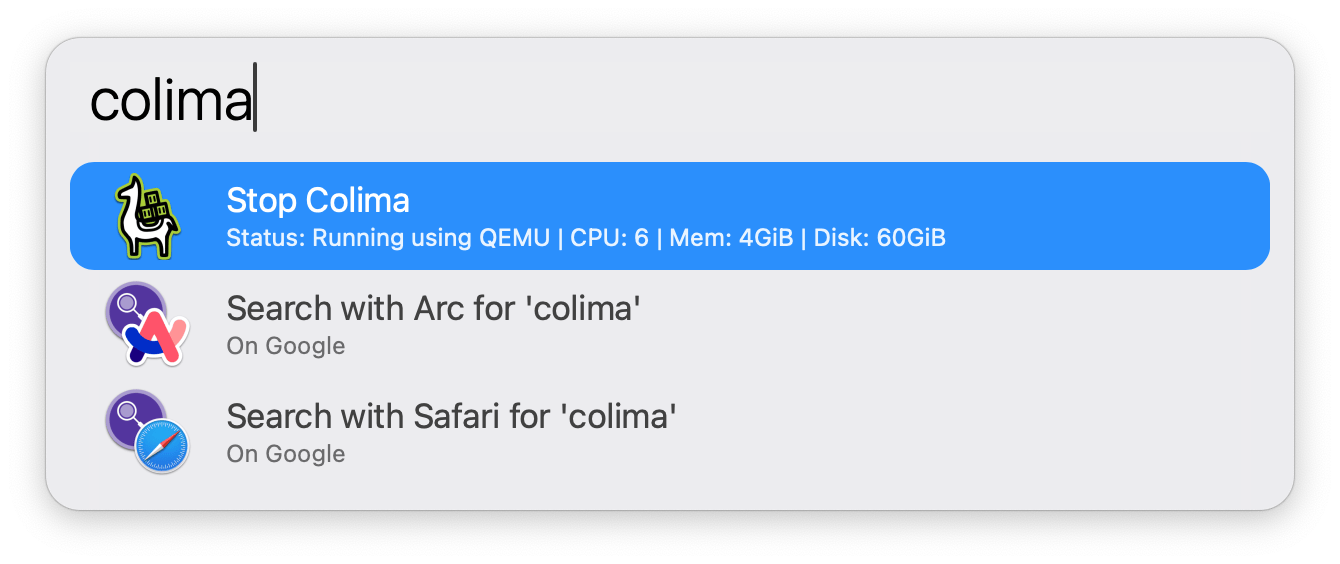 colima
Stop Colima
Status: Running using QEMU | CPU: 6 | Mem: 4GiB | Disk: 60GiB
Search with Arc for 'colima'
On Google
Search with Safari for 'colima'
On Google